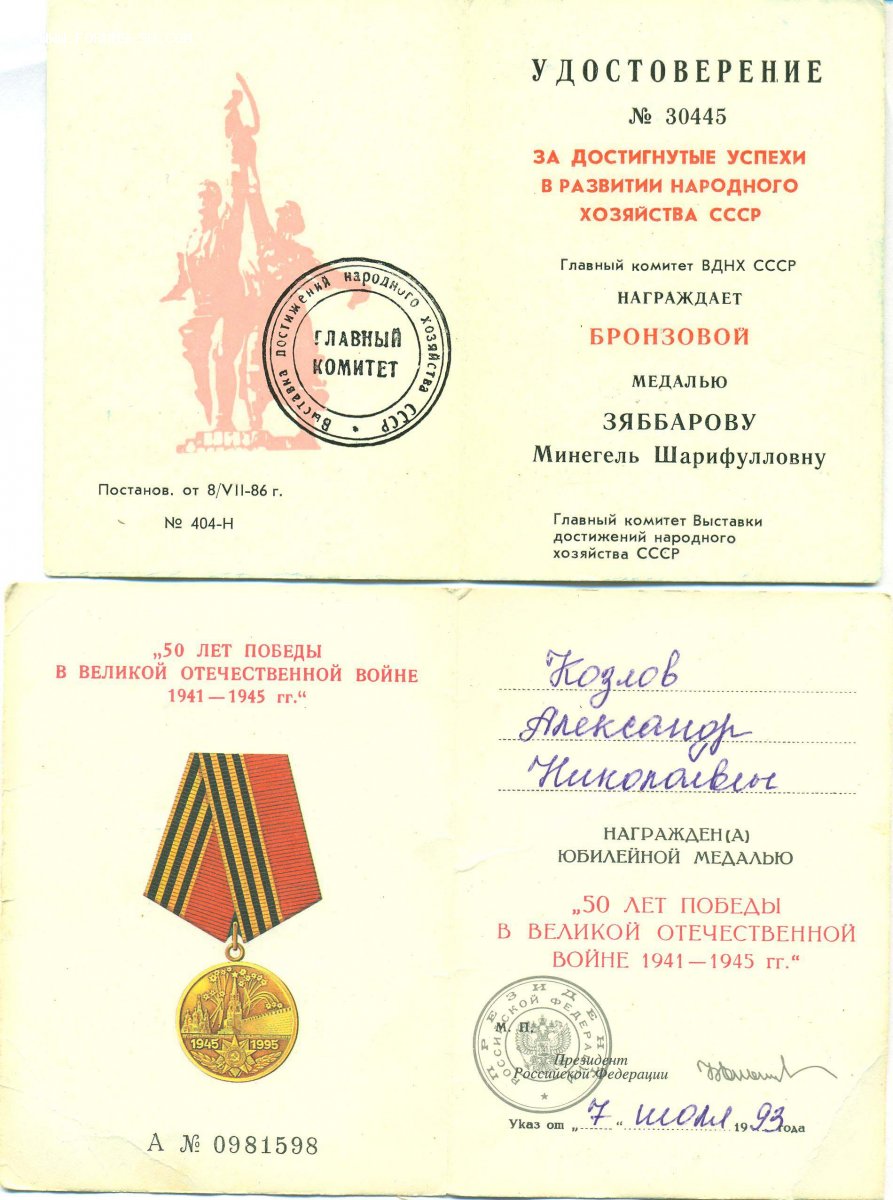 Постанов. от 8/VII-86 г.
№ 404-Н
Выставка достижений народного хозяйства СССР *
ГЛАВНЫЙ
КОМИТЕТ
УДОСТОВЕРЕНИЕ
№ 30445
ЗА ДОСТИГНУТЫЕ УСПЕХИ
В РАЗВИТИИ НАРОДНОГО
ХОЗЯЙСТВА СССР
Главный комитет ВДНХ СССР
НАГРАЖДАЕТ
БРОНЗОВОЙ
МЕДАЛЬЮ
ЗЯББАРОВУ
Минегель Шарифулловну
Главный комитет Выставки
достижений народного
хозяйства СССР
„50 ЛЕТ ПОБЕДЫ
В ВЕЛИКОЙ ОТЕЧЕСТВЕННОЙ ВОЙНЕ
1941—1945 гг.“
1945 1995
А № 0981598
Козлов
Александр
НАГРАЖДЕН(А)
ЮБИЛЕЙНОЙ МЕДАЛЬЮ
„50 ЛЕТ ПОБЕДЫ
В ВЕЛИКОЙ ОТЕЧЕСТВЕННОЙ
ВОЙНЕ 1941—1945 гг.“
ПРЕЗИДЕНТ
РОССИЙСКОЙ ФЕДЕРАЦИИ
М. П.
Президент
Российской Федерации
Указ от „7“ июля 1993 года